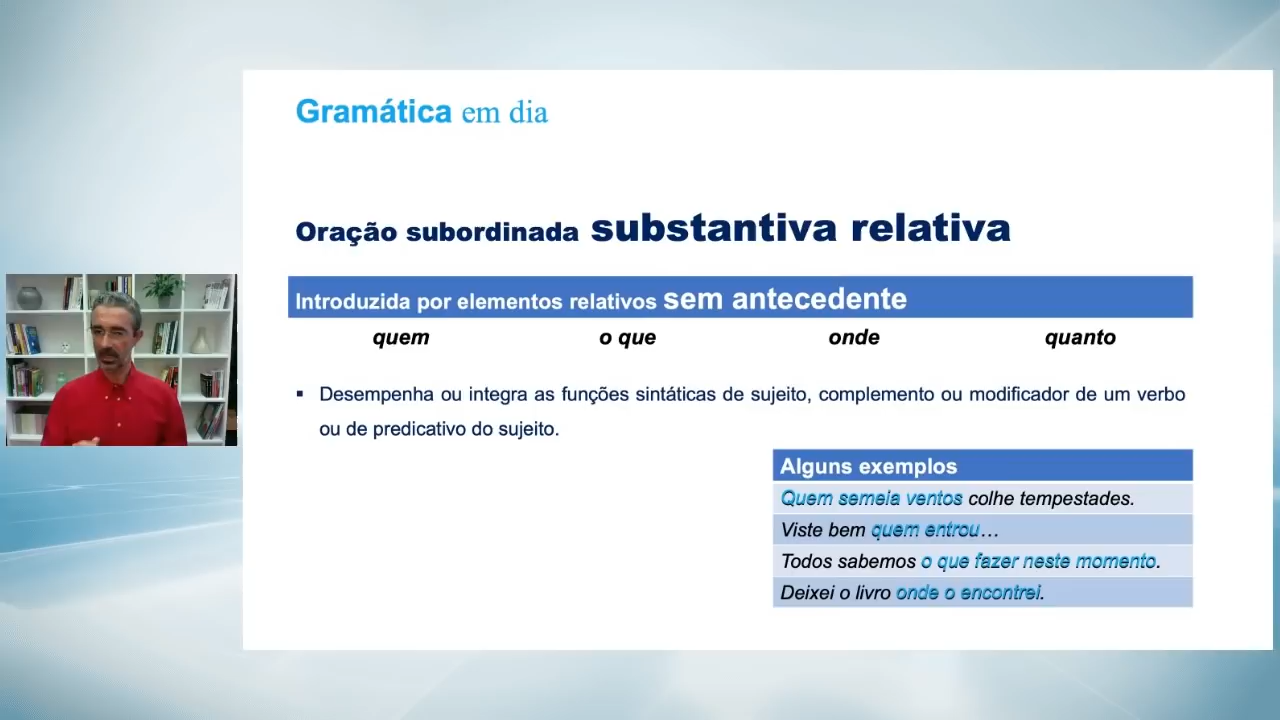 Gramática em dia
Oração subordinada substantiva relativa
Introduzida por elementos relativos sem antecedente
quem o que onde quanto
▪ Desempenha ou integra as funções sintáticas de sujeito, complemento ou modificador de um verbo
ou de predicativo do sujeito.
Alguns exemplos
Quem semeia ventos colhe tempestades.
Viste bem quem entrou…
Todos sabemos o que fazer neste momento.
Deixei o livro onde o encontrei.